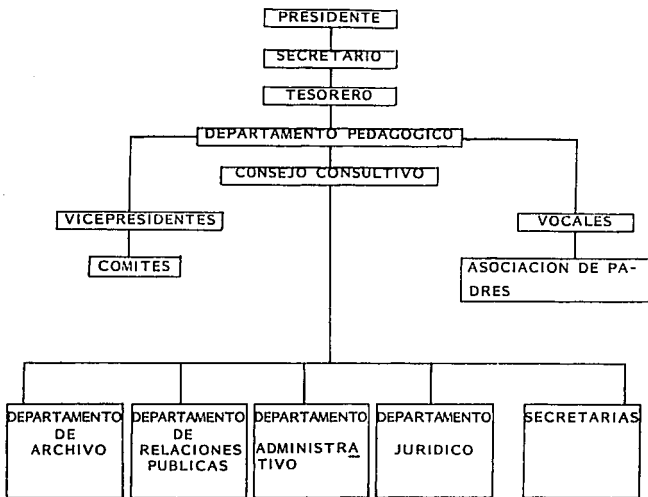 PRESIDENTE
SECRETARIO
TESORERO
DEPARTAMENTO PEDAGOGICO
CONSEJO CONSULTIVO
VICEPRESIDENTES
VOCALES
COMITES
ASOCIACION DE PA-
DRES
DEPARTAMENTO
DE
ARCHIVO
DEPARTAMENTO
DE
RELACIONES
PUBLICAS
DEPARTAMENTO
ADMINISTRA
TIVO
DEPARTAMENTO
JURIDICO
SECRETARIAS